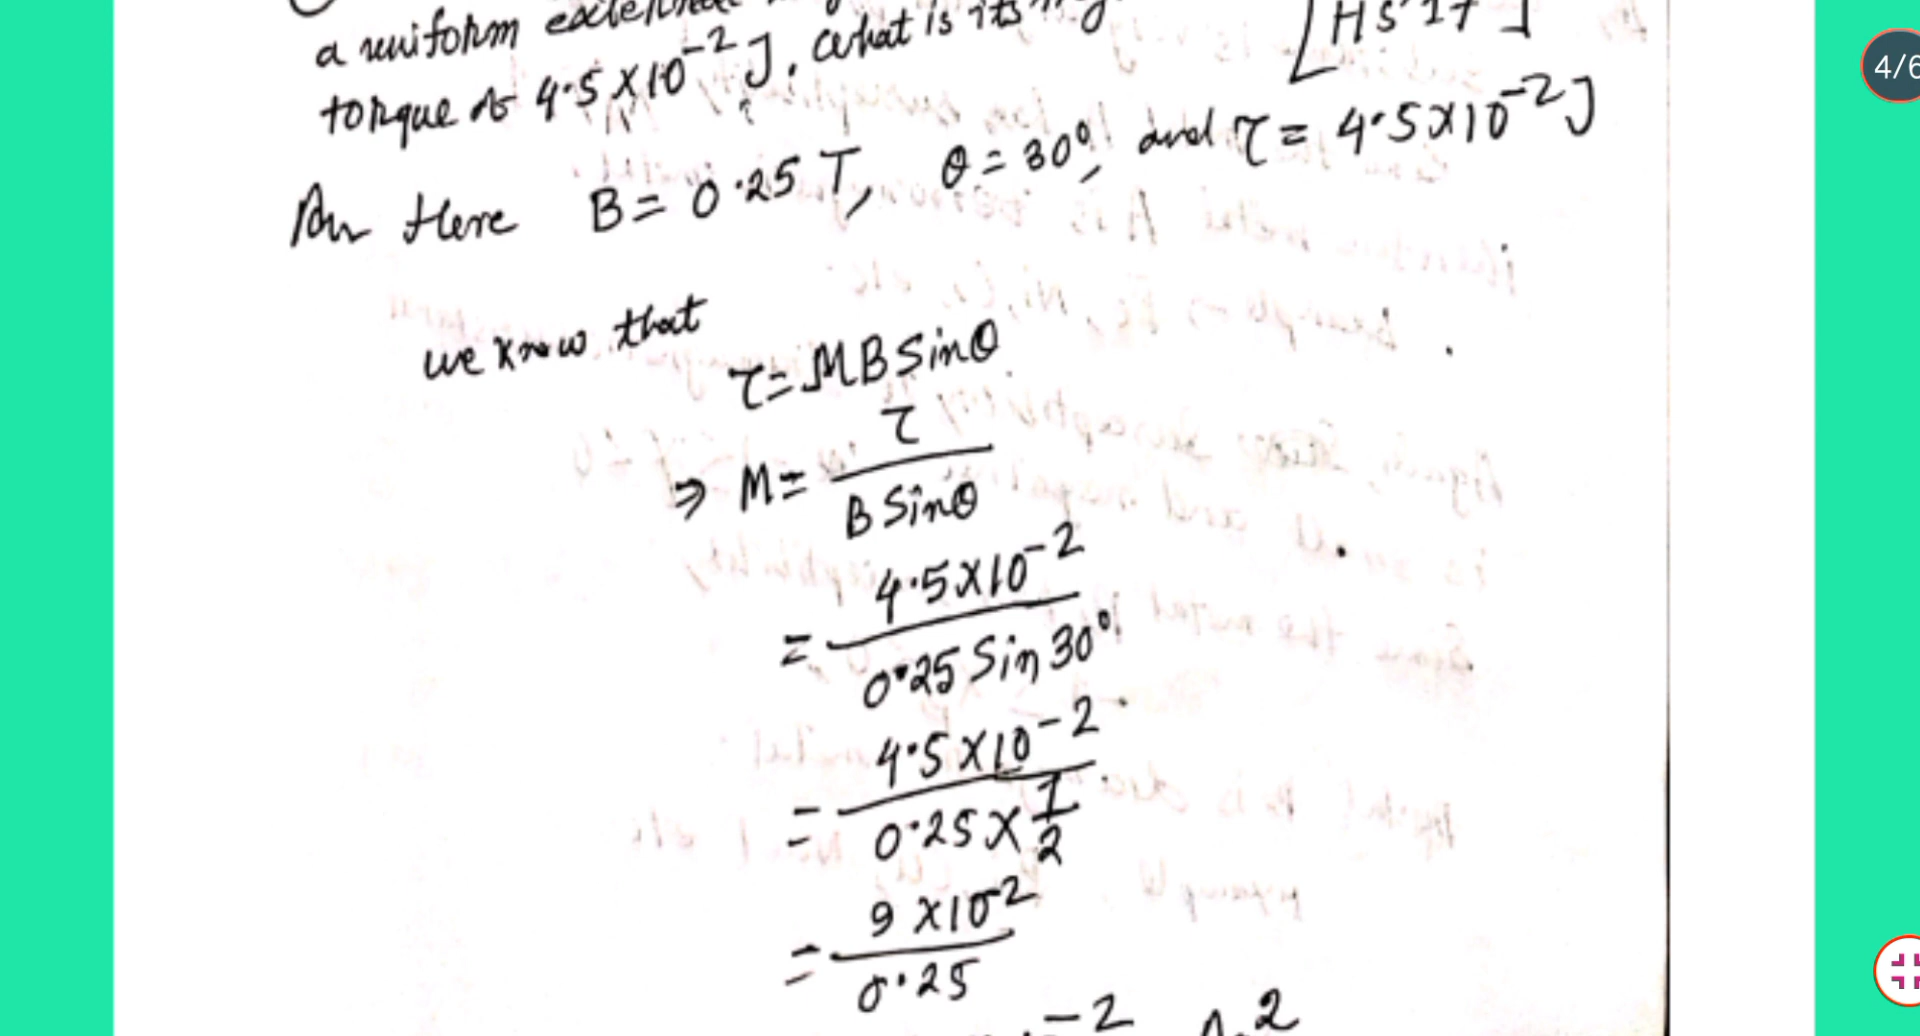 a uniform external
[HS'17]
torque of 4.5×10⁻² J. What is its
Ans Here B = 0.25 T, θ = 30°, and τ = 4.5×10⁻² J
we know that
τ = MB Sinθ
⇒ M = τ / B Sinθ
= 4.5×10⁻² / 0.25 Sin 30°
= 4.5×10⁻² / 0.25 × 1/2
= 9×10⁻² / 0.25
4/6